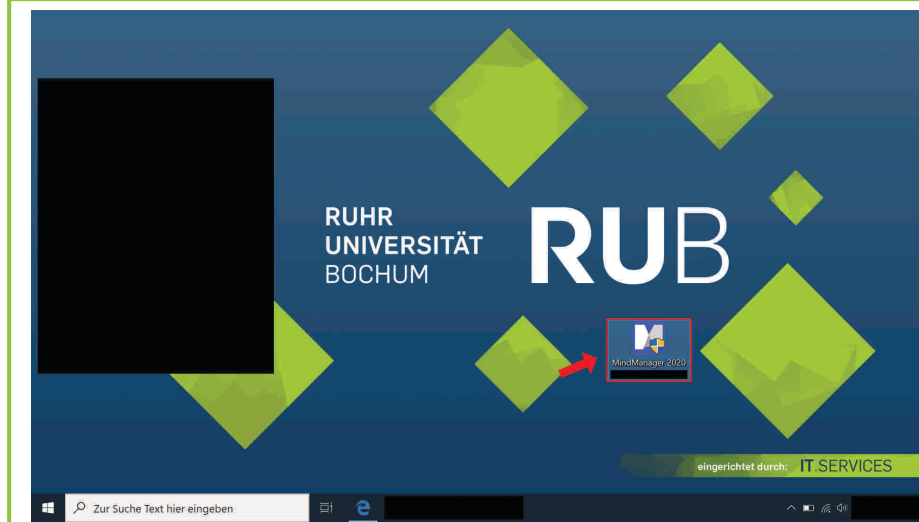 RUHR
UNIVERSITÄT
BOCHUM
RUB
MindManager 2020
eingerichtet durch: IT.SERVICES
Zur Suche Text hier eingeben